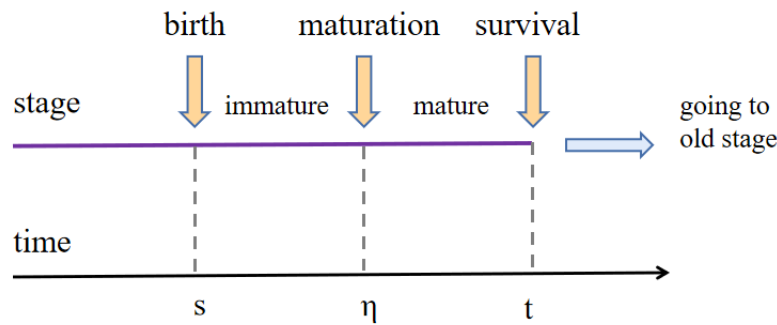 birth maturation survival
stage immature mature going to
old stage
time
s η t